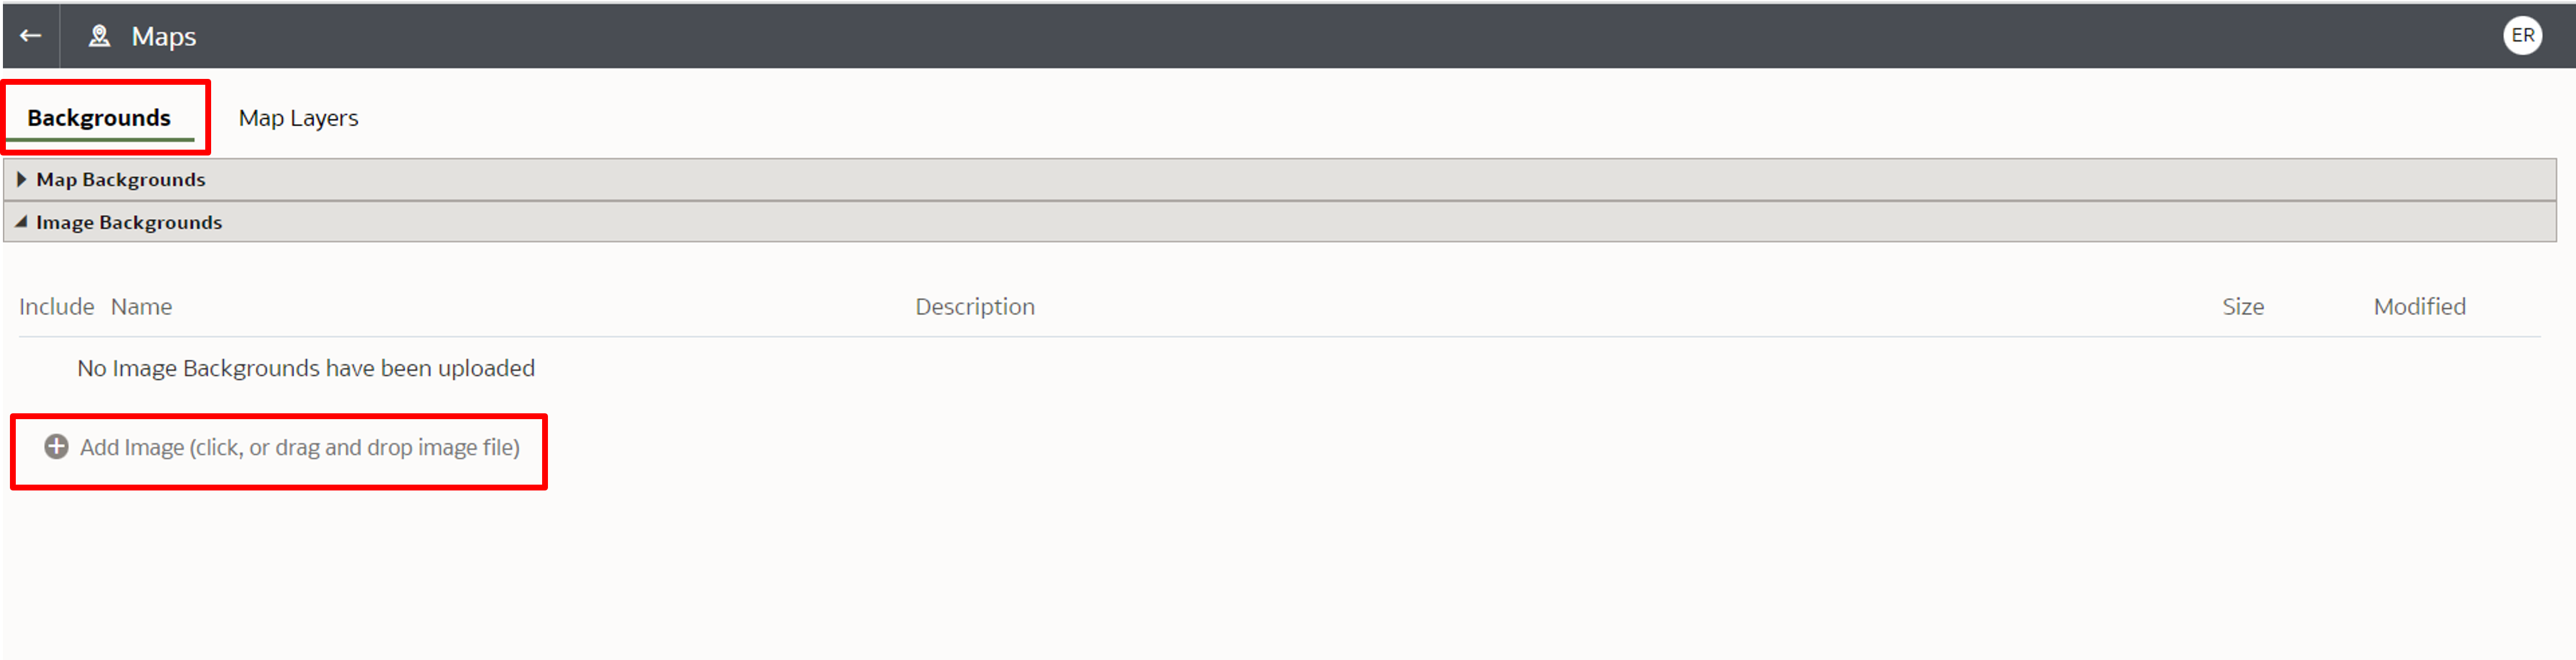 Maps
ER
Backgrounds Map Layers
Map Backgrounds
Image Backgrounds
Include Name Description Size Modified
No Image Backgrounds have been uploaded
Add Image (click, or drag and drop image file)